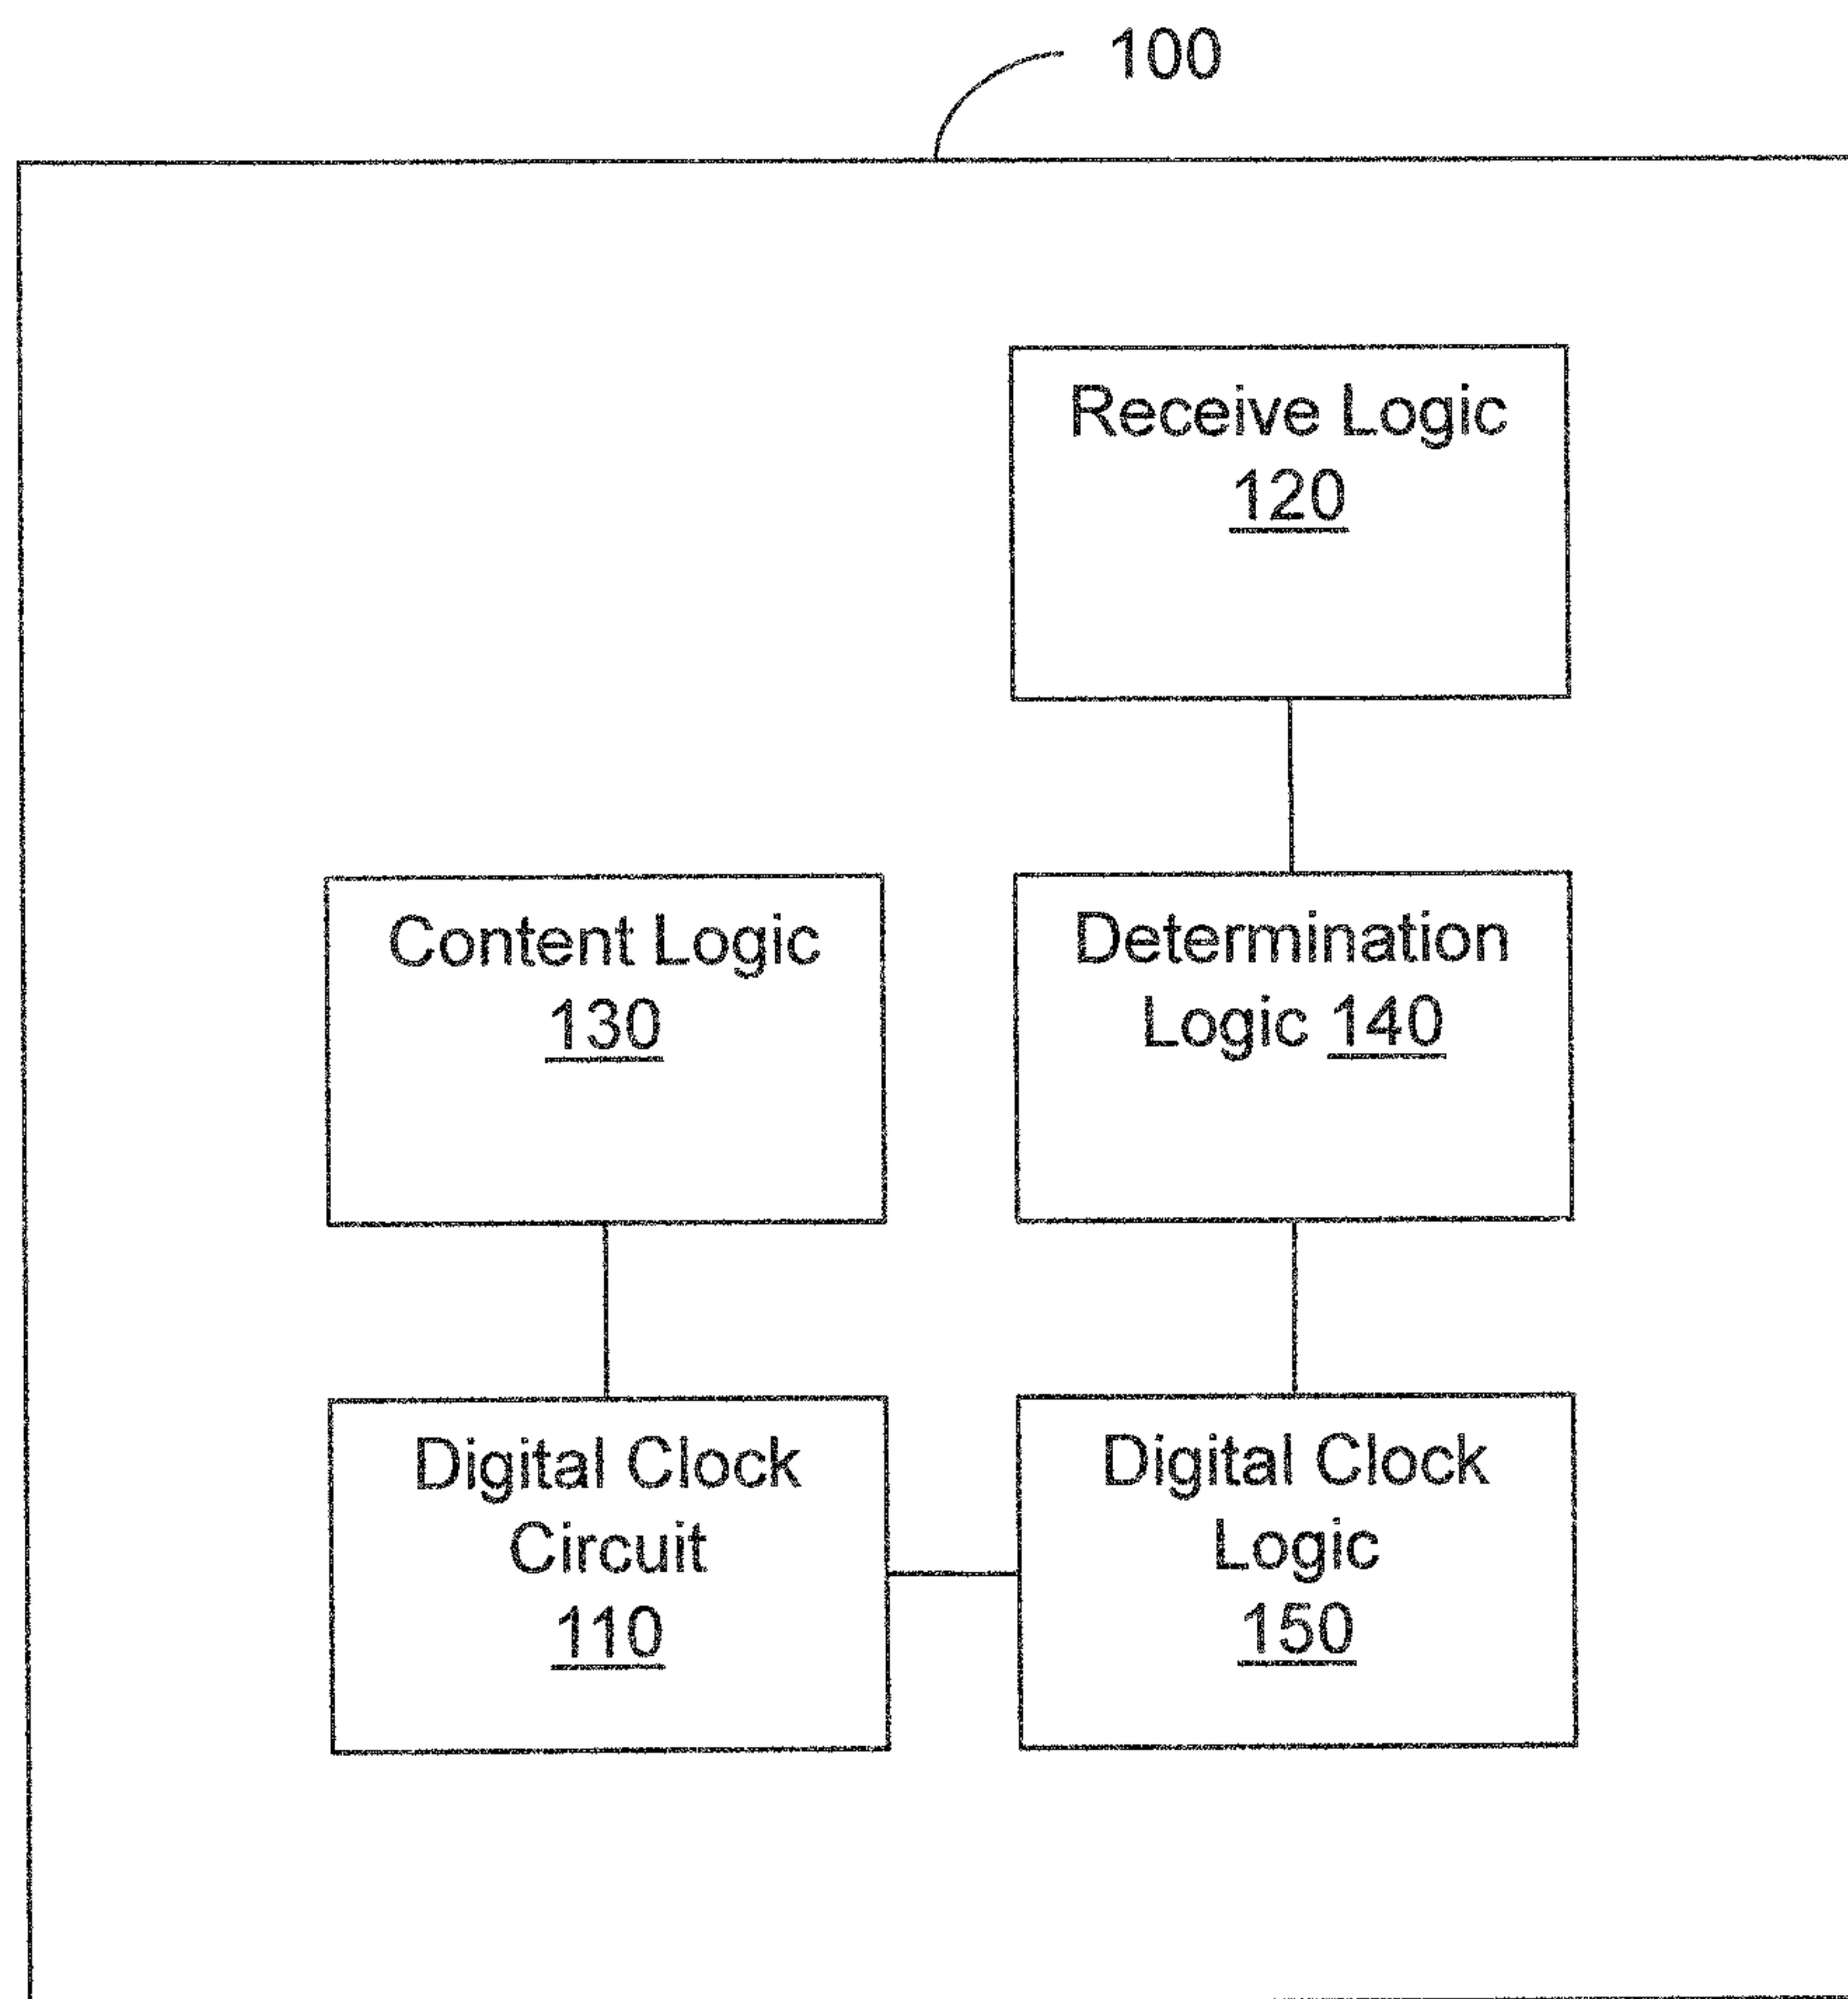 100
Receive Logic
120
Content Logic
130
Determination
Logic 140
Digital Clock
Circuit
110
Digital Clock
Logic
150